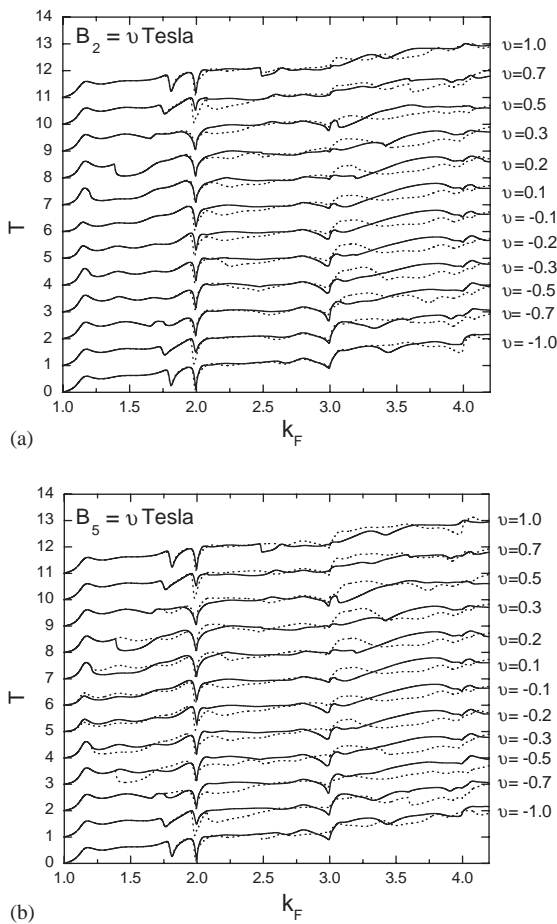 14
B₂ = υ Tesla
υ=1.0
13
υ=0.7
12
υ=0.5
11
υ=0.3
10
υ=0.2
9
υ=0.1
8
υ= -0.1
7
υ= -0.2
6
υ= -0.3
5
υ= -0.5
4
υ= -0.7
3
υ= -1.0
2
1
0
T
1.0 1.5 2.0 2.5 3.0 3.5 4.0
(a) k_F
14
B₅ = υ Tesla
υ=1.0
13
υ=0.7
12
υ=0.5
11
υ=0.3
10
υ=0.2
9
υ=0.1
8
υ= -0.1
7
υ= -0.2
6
υ= -0.3
5
υ= -0.5
4
υ= -0.7
3
υ= -1.0
2
1
0
T
1.0 1.5 2.0 2.5 3.0 3.5 4.0
(b) k_F